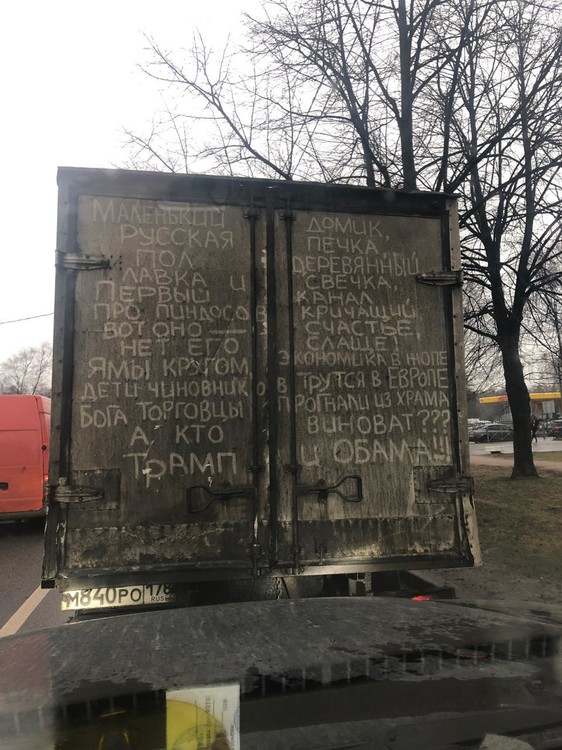 МАЛЕНЬКИЙ ДОМИК,
РУССКАЯ ПЕЧКА,
ПОЛ ДЕРЕВЯННЫЙ
ЛАВКА И СВЕЧКА,
ПЕРВЫЙ КАНАЛ
ПРО ПИНДОСОВ КРИЧАЩИЙ
ВОТ ОНО — СЧАСТЬЕ,
НЕТ ЕГО СЛАЩЕ!
ЯМЫ КРУГОМ, ЭКОНОМИКА В ЖОПЕ
ДЕТИ ЧИНОВНИКОВ ТРУТСЯ В ЕВРОПЕ
БОГА ТОРГОВЦЫ ПРОГНАЛИ ИЗ ХРАМА
А КТО ВИНОВАТ???
ТРАМП И ОБАМА!!!
М840РО 178
RUS